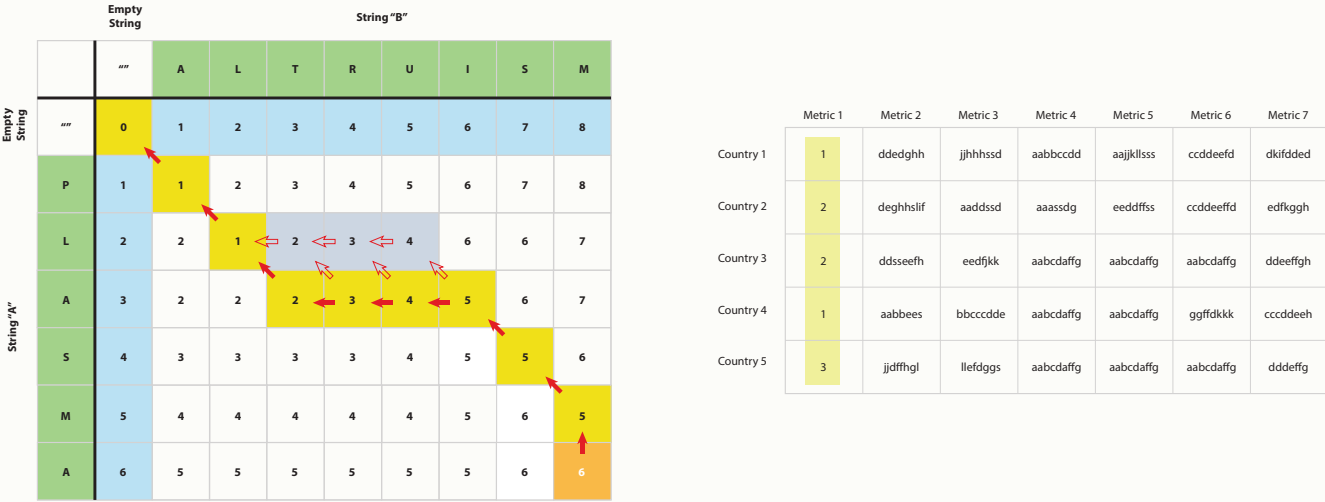 Empty
String
String “B”
“” A L T R U I S M
Empty
String
“” 0 1 2 3 4 5 6 7 8
String “A”
P 1 1 2 3 4 5 6 7 8
L 2 2 1 2 3 4 6 6 7
A 3 2 2 2 3 4 5 6 7
S 4 3 3 3 3 4 5 5 6
M 5 4 4 4 4 4 5 6 5
A 6 5 5 5 5 5 5 6 6
Metric 1 Metric 2 Metric 3 Metric 4 Metric 5 Metric 6 Metric 7
Country 1 1 ddedghh jjhhhssd aabbccdd aajjkllsss ccddeefd dkifdded
Country 2 2 deghhslif aaddssd aaassdg eeddffss ccddeeffd edfkggh
Country 3 2 ddsseefh eedfjkk aabcdaffg aabcdaffg aabcdaffg ddeeffgh
Country 4 1 aabbees bbcccdde aabcdaffg aabcdaffg ggffdkkk cccddeeh
Country 5 3 jjdffhgl llefdggs aabcdaffg aabcdaffg aabcdaffg dddeffg